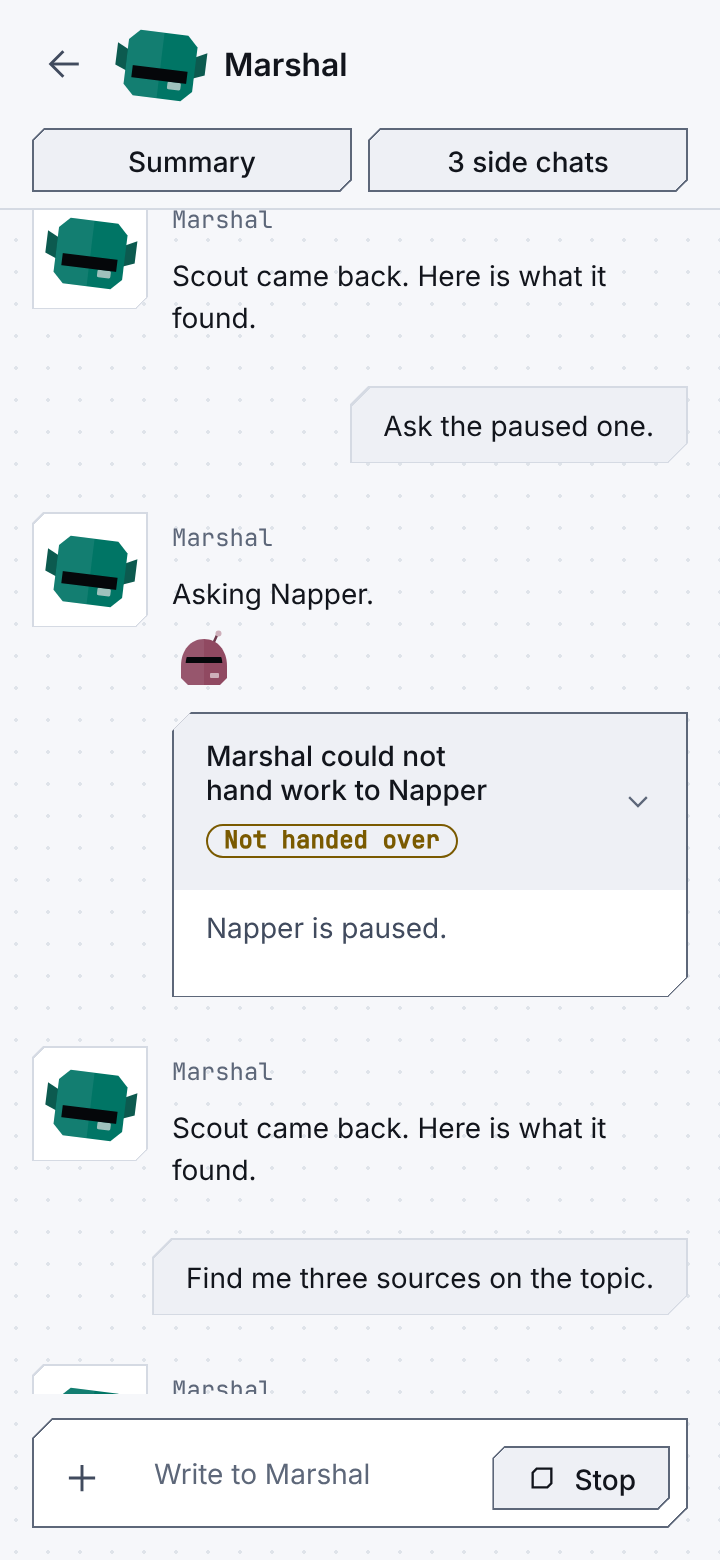 Marshal
Summary
3 side chats
Marshal
Scout came back. Here is what it
found.
Ask the paused one.
Marshal
Asking Napper.
Marshal could not
hand work to Napper
Not handed over
Napper is paused.
Marshal
Scout came back. Here is what it
found.
Find me three sources on the topic.
Marshal
Write to Marshal
Stop